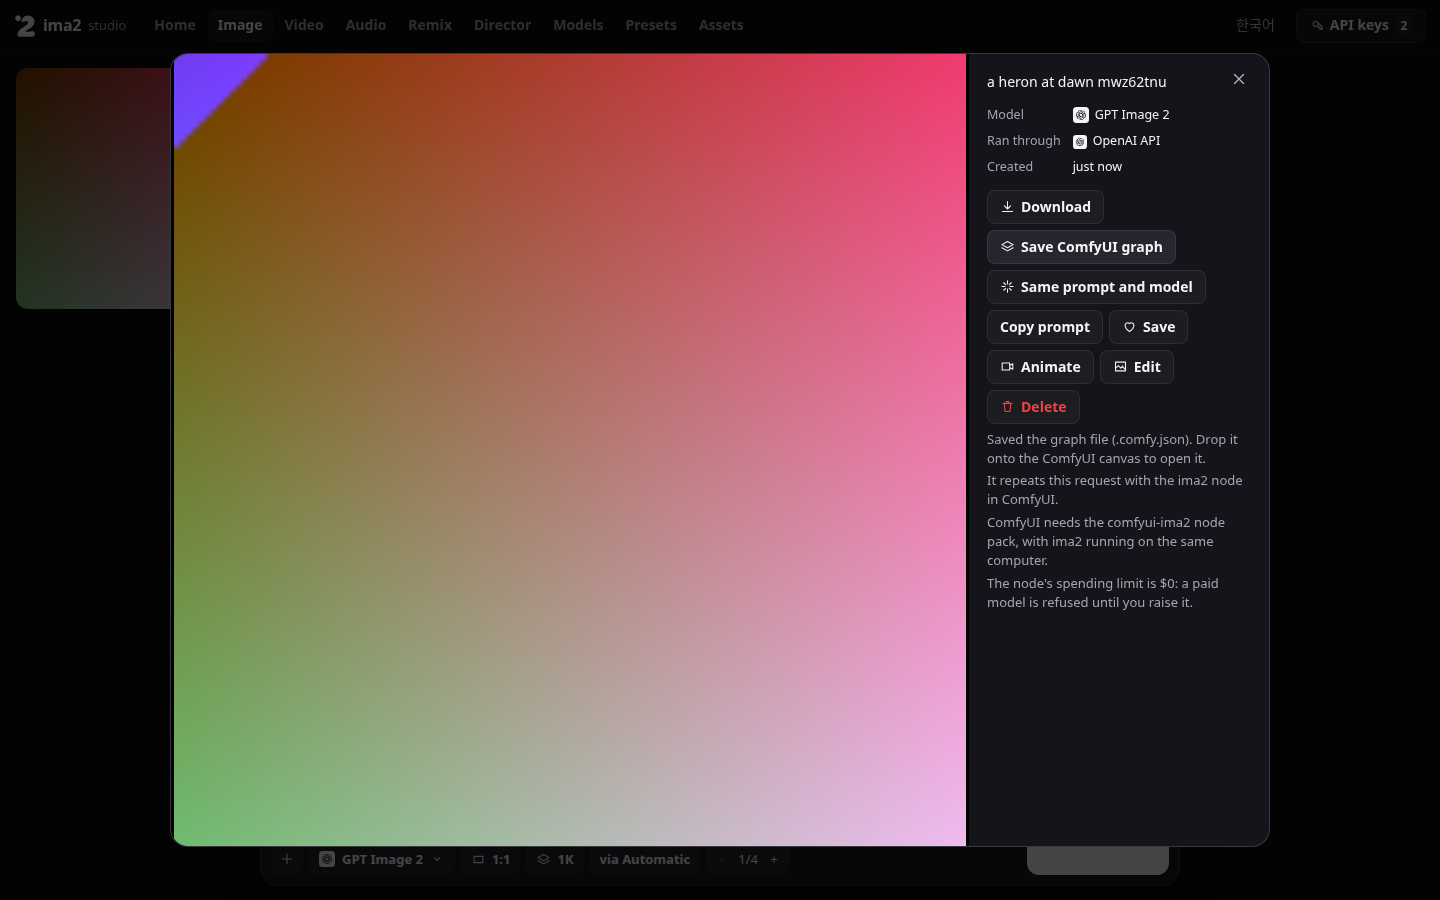 ima2 studio Home Image Video Audio Remix Director Models Presets Assets 한국어 API keys 2
a heron at dawn mwz62tnu
Model GPT Image 2
Ran through OpenAI API
Created just now
Download
Save ComfyUI graph
Same prompt and model
Copy prompt Save
Animate Edit
Delete
Saved the graph file (.comfy.json). Drop it
onto the ComfyUI canvas to open it.
It repeats this request with the ima2 node
in ComfyUI.
ComfyUI needs the comfyui-ima2 node
pack, with ima2 running on the same
computer.
The node's spending limit is $0: a paid
model is refused until you raise it.
+ GPT Image 2 1:1 1K via Automatic - 1/4 +